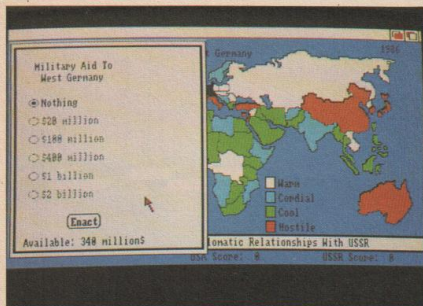 Military Aid To
West Germany
Nothing
$20 million
$100 million
$400 million
$1 billion
$2 billion
Enact
Available: 340 million$
Germany
1986
Warm
Cordial
Cool
Hostile
lomatic Relationships With USSR
USA Score: 0 USSR Score: 0